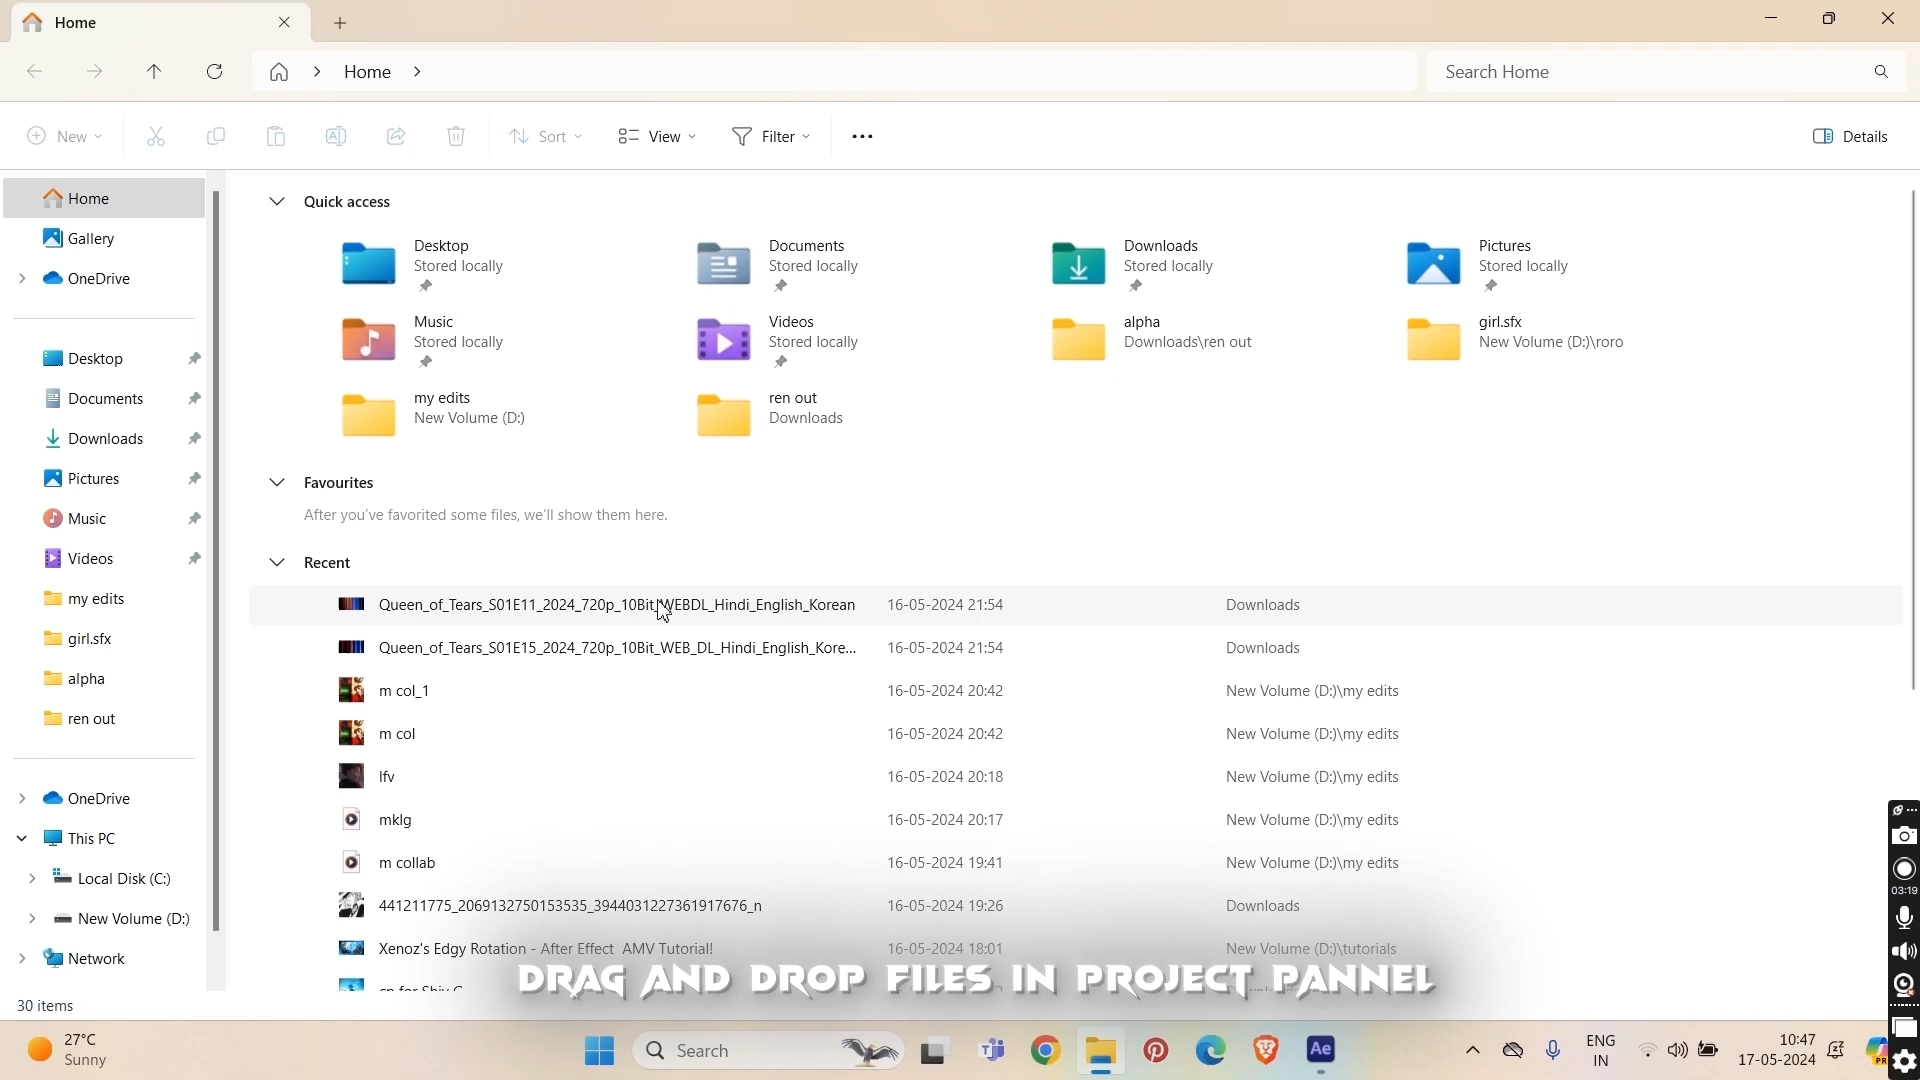 Home
Home
Search Home
New
Sort
View
Filter
Details
Home
Gallery
OneDrive
Desktop
Documents
Downloads
Pictures
Music
Videos
my edits
girl.sfx
alpha
ren out
OneDrive
This PC
Local Disk (C:)
New Volume (D:)
Network
Quick access
Desktop
Stored locally
Documents
Stored locally
Downloads
Stored locally
Pictures
Stored locally
Music
Stored locally
Videos
Stored locally
alpha
Downloads\ren out
girl.sfx
New Volume (D:)\roro
my edits
New Volume (D:)
ren out
Downloads
Favourites
After you've favorited some files, we'll show them here.
Recent
Queen_of_Tears_S01E11_2024_720p_10Bit_WEBDL_Hindi_English_Korean 16-05-2024 21:54 Downloads
Queen_of_Tears_S01E15_2024_720p_10Bit_WEB_DL_Hindi_English_Kore... 16-05-2024 21:54 Downloads
m col_1 16-05-2024 20:42 New Volume (D:)\my edits
m col 16-05-2024 20:42 New Volume (D:)\my edits
lfv 16-05-2024 20:18 New Volume (D:)\my edits
mklg 16-05-2024 20:17 New Volume (D:)\my edits
m collab 16-05-2024 19:41 New Volume (D:)\my edits
441211775_2069132750153535_3944031227361917676_n 16-05-2024 19:26 Downloads
Xenoz's Edgy Rotation - After Effect AMV Tutorial! 16-05-2024 18:01 New Volume (D:)\tutorials
DRAG AND DROP FILES IN PROJECT PANNEL
30 items
03:19
27°C
Sunny
Search
Ae
ENG
IN
10:47
17-05-2024